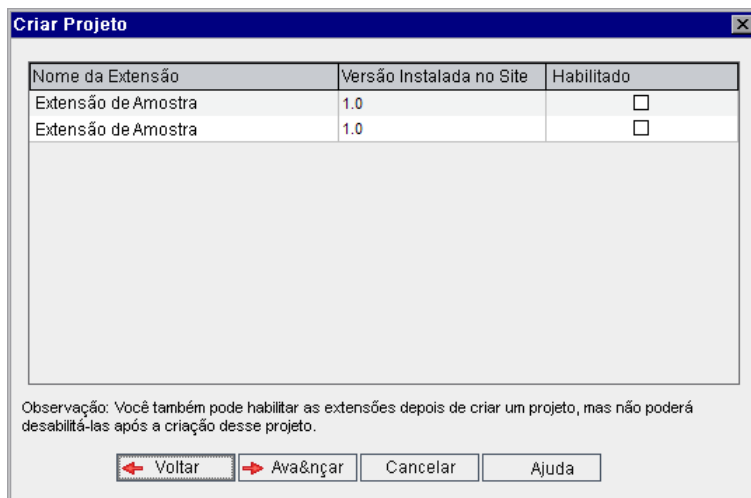 Criar Projeto
Nome da Extensão Versão Instalada no Site Habilitado
Extensão de Amostra 1.0
Extensão de Amostra 1.0
Observação: Você também pode habilitar as extensões depois de criar um projeto, mas não poderá
desabilitá-las após a criação desse projeto.
Voltar Ava&nçar Cancelar Ajuda